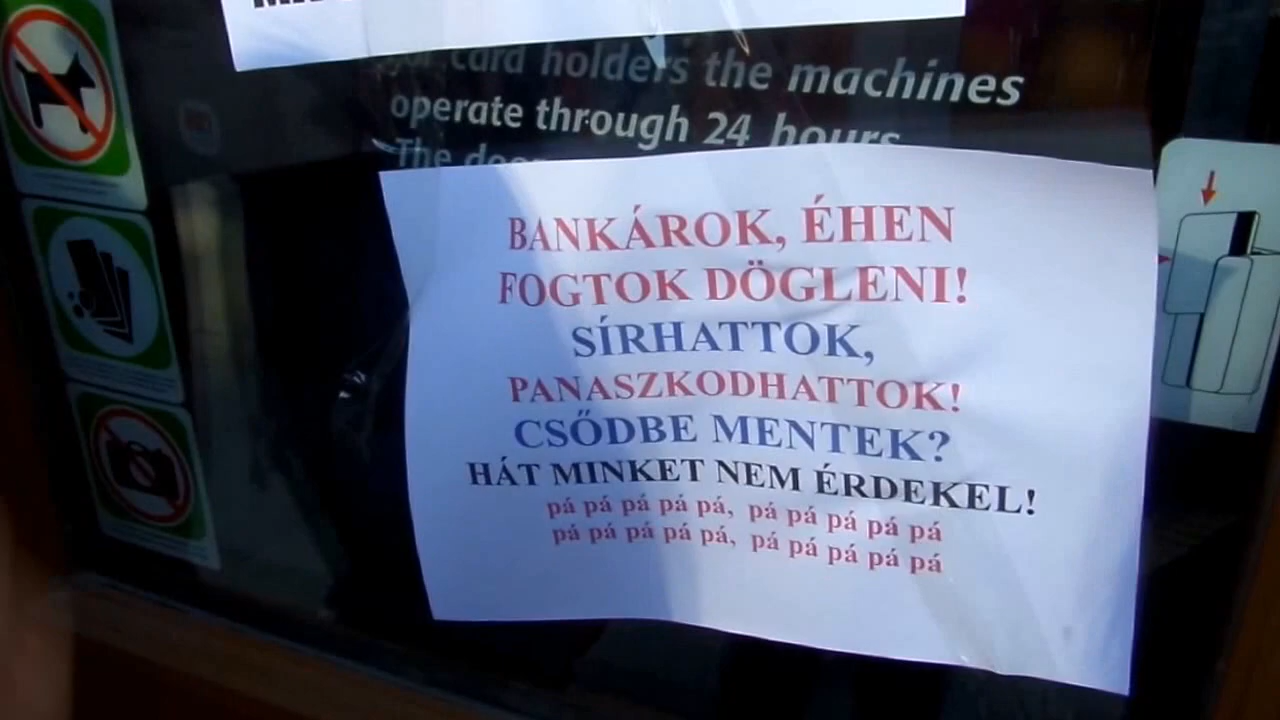 card holders the machines
operate through 24 hours
The
BANKÁROK, ÉHEN
FOGTOK DÖGLENI!
SÍRHATTOK,
PANASZKODHATTOK!
CSŐDBE MENTEK?
HÁT MINKET NEM ÉRDEKEL!
pá pá pá pá pá, pá pá pá pá pá
pá pá pá pá pá, pá pá pá pá pá